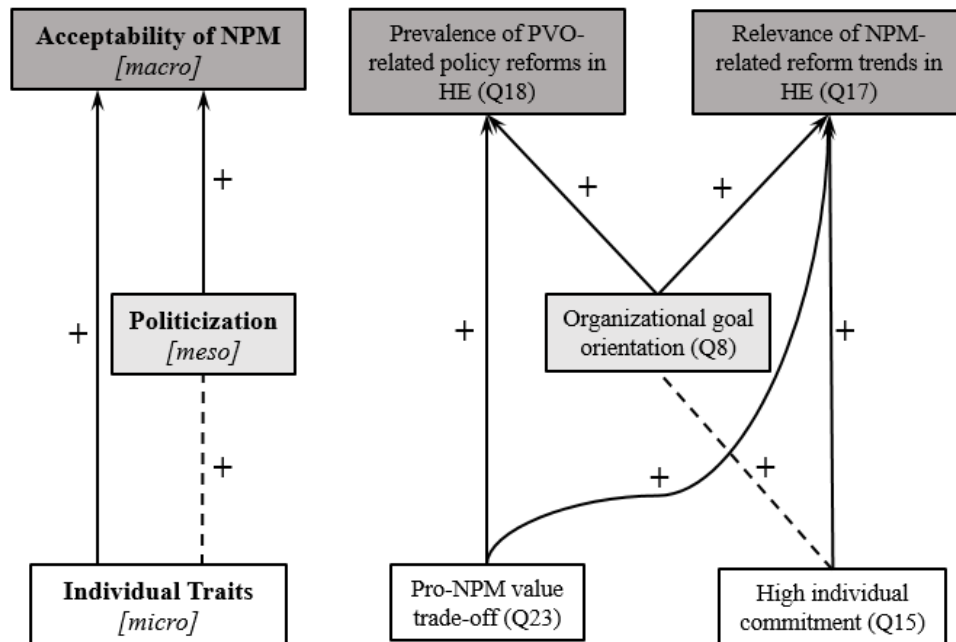 Acceptability of NPM
[macro]
Prevalence of PVO-
related policy reforms in
HE (Q18)
Relevance of NPM-
related reform trends in
HE (Q17)
+
+
+
Politicization
[meso]
Organizational goal
orientation (Q8)
+
+
+
+
+
+
Individual Traits
[micro]
Pro-NPM value
trade-off (Q23)
High individual
commitment (Q15)